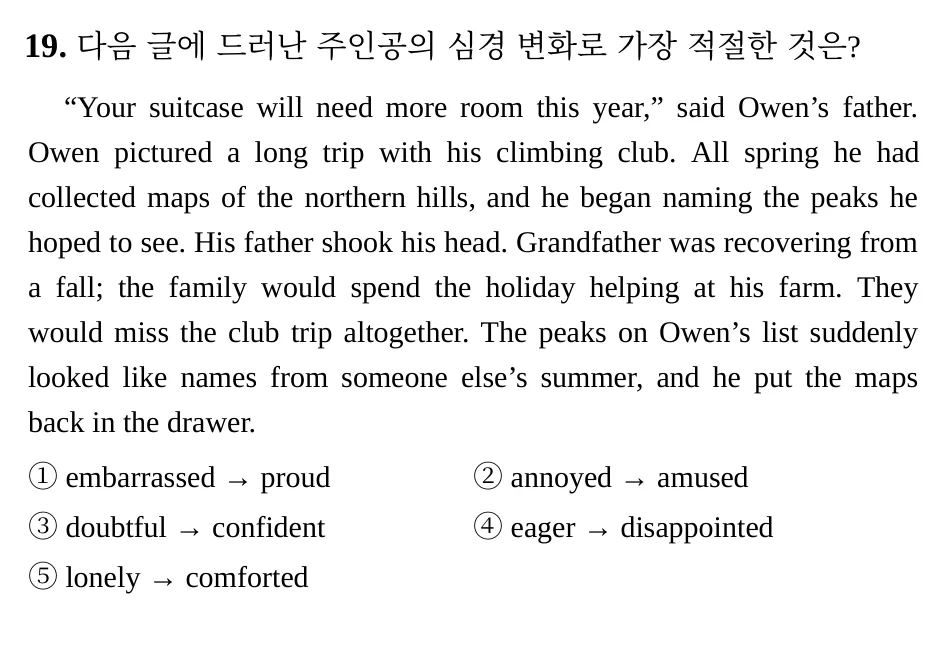 19. 다음 글에 드러난 주인공의 심경 변화로 가장 적절한 것은?
“Your suitcase will need more room this year,” said Owen’s father.
Owen pictured a long trip with his climbing club. All spring he had
collected maps of the northern hills, and he began naming the peaks he
hoped to see. His father shook his head. Grandfather was recovering from
a fall; the family would spend the holiday helping at his farm. They
would miss the club trip altogether. The peaks on Owen’s list suddenly
looked like names from someone else’s summer, and he put the maps
back in the drawer.
① embarrassed → proud ② annoyed → amused
③ doubtful → confident ④ eager → disappointed
⑤ lonely → comforted